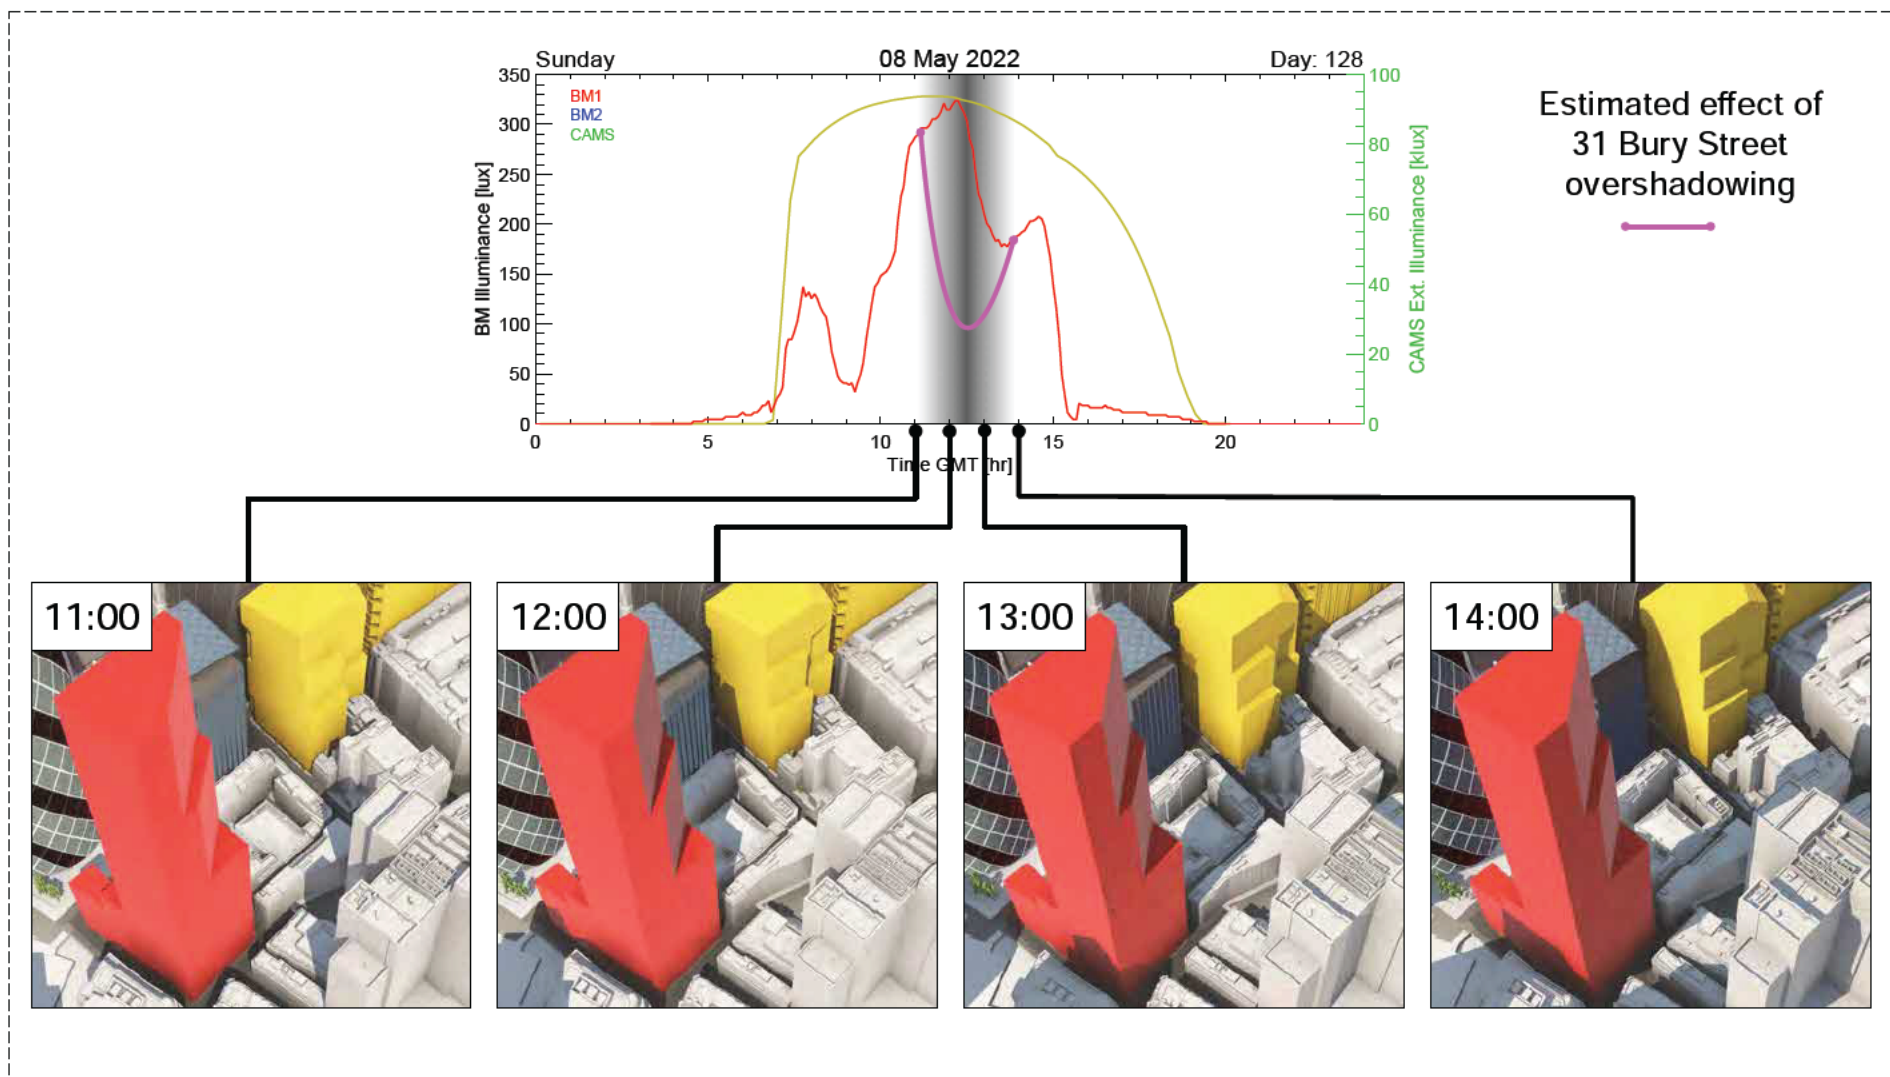 Sunday
08 May 2022
Day: 128
350
300
250
200
150
100
50
0
BM Illuminance [lux]
BM1
BM2
CAMS
100
80
60
40
20
0
CAMS Ext. Illuminance [klux]
0
5
10
15
20
Time GMT [hr]
Estimated effect of
31 Bury Street
overshadowing
11:00
12:00
13:00
14:00